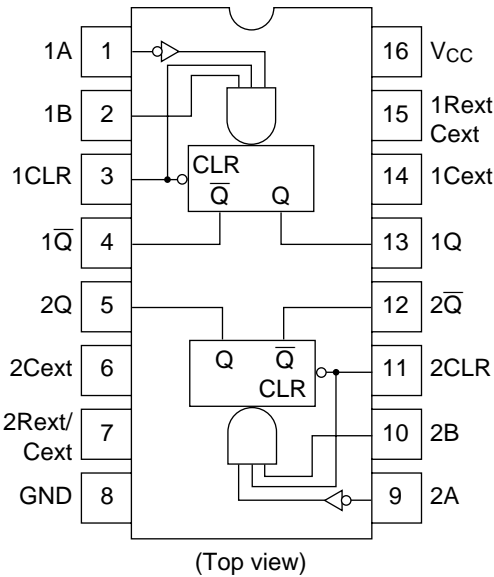 1A 1 16 VCC
1B 2 15 1Rext
Cext
1CLR 3 CLR 14 1Cext
Q̅ Q
1Q̅ 4 13 1Q
2Q 5 12 2Q̅
Q Q̅
2Cext 6 CLR 11 2CLR
2Rext/
Cext 7 10 2B
GND 8 9 2A
(Top view)